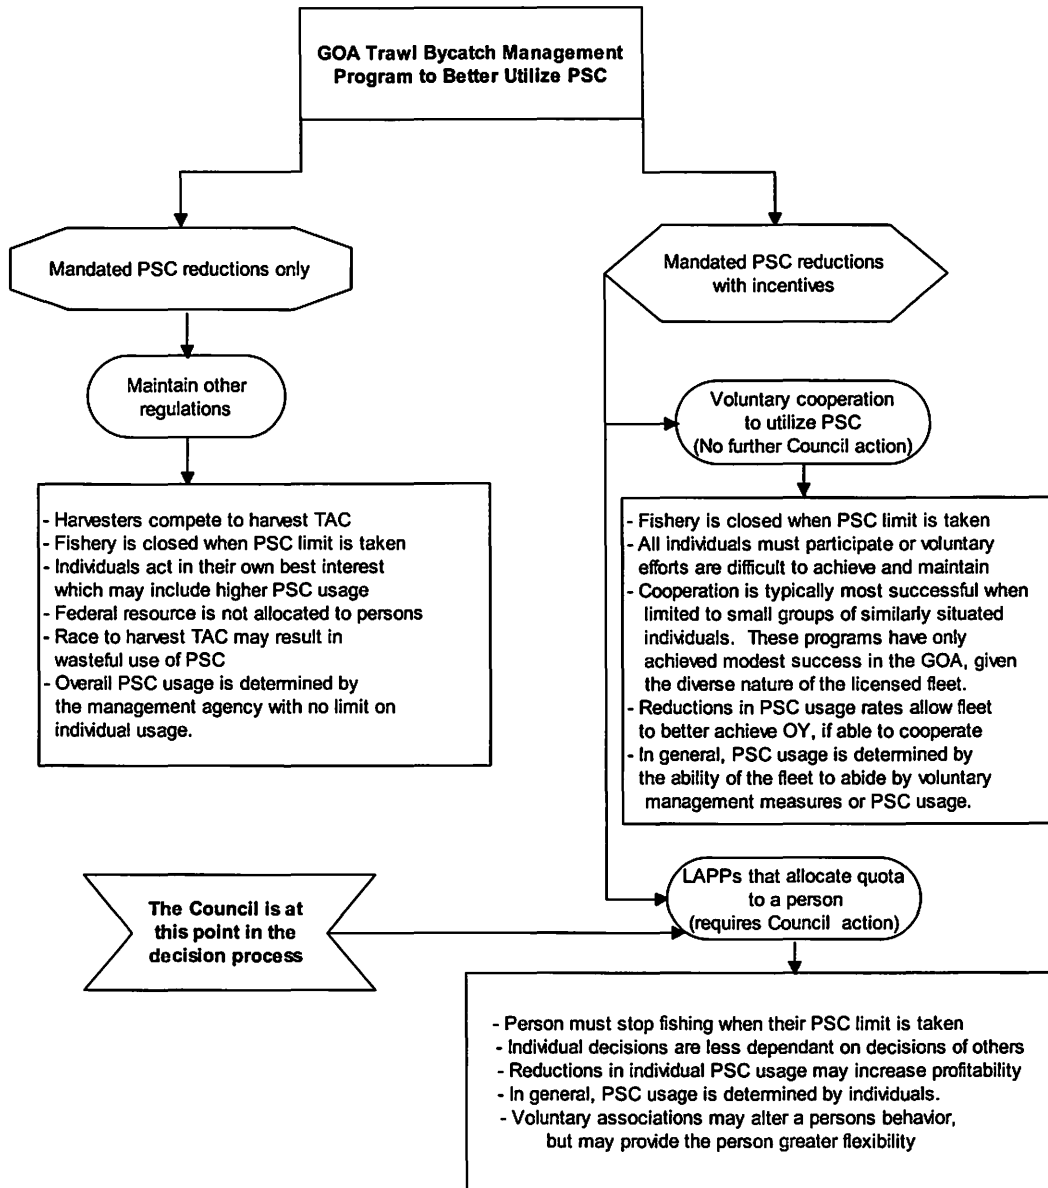 GOA Trawl Bycatch Management
Program to Better Utilize PSC
Mandated PSC reductions only
Mandated PSC reductions
with incentives
Maintain other
regulations
Voluntary cooperation
to utilize PSC
(No further Council action)
- Harvesters compete to harvest TAC
- Fishery is closed when PSC limit is taken
- Individuals act in their own best interest
which may include higher PSC usage
- Federal resource is not allocated to persons
- Race to harvest TAC may result in
wasteful use of PSC
- Overall PSC usage is determined by
the management agency with no limit on
individual usage.
- Fishery is closed when PSC limit is taken
- All individuals must participate or voluntary
efforts are difficult to achieve and maintain
- Cooperation is typically most successful when
limited to small groups of similarly situated
individuals. These programs have only
achieved modest success in the GOA, given
the diverse nature of the licensed fleet.
- Reductions in PSC usage rates allow fleet
to better achieve OY, if able to cooperate
- In general, PSC usage is determined by
the ability of the fleet to abide by voluntary
management measures or PSC usage.
The Council is at
this point in the
decision process
LAPPs that allocate quota
to a person
(requires Council action)
- Person must stop fishing when their PSC limit is taken
- Individual decisions are less dependant on decisions of others
- Reductions in individual PSC usage may increase profitability
- In general, PSC usage is determined by individuals.
- Voluntary associations may alter a persons behavior,
but may provide the person greater flexibility